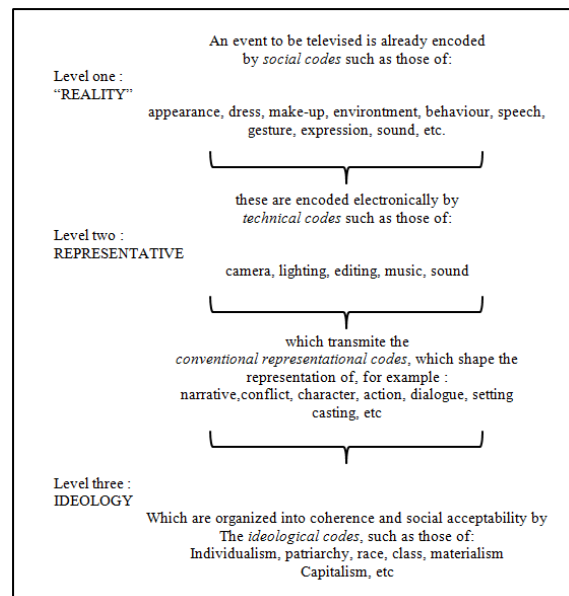 An event to be televised is already encoded
by social codes such as those of:
Level one :
“REALITY”
appearance, dress, make-up, environtment, behaviour, speech,
gesture, expression, sound, etc.
these are encoded electronically by
technical codes such as those of:
Level two :
REPRESENTATIVE
camera, lighting, editing, music, sound
which transmite the
conventional representational codes, which shape the
representation of, for example :
narrative,conflict, character, action, dialogue, setting
casting, etc
Level three :
IDEOLOGY
Which are organized into coherence and social acceptability by
The ideological codes, such as those of:
Individualism, patriarchy, race, class, materialism
Capitalism, etc